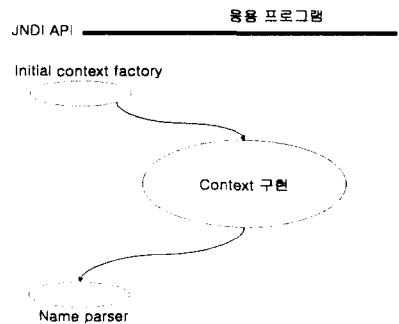 응용 프로그램
JNDI API
Initial context factory
Context 구현
Name parser